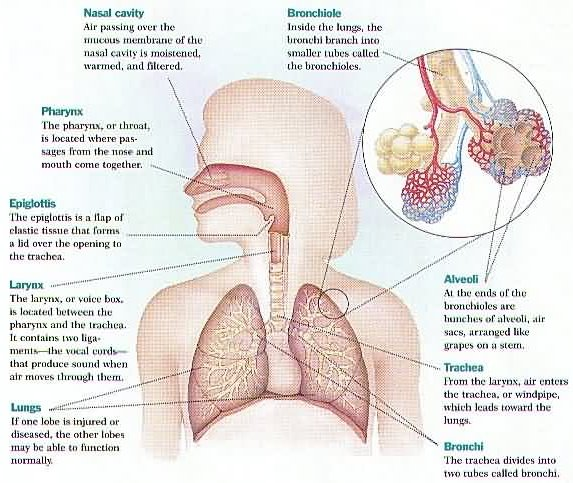 Nasal cavity
Air passing over the
mucous membrane of the
nasal cavity is moistened,
warmed, and filtered.
Bronchiole
Inside the lungs, the
bronchi branch into
smaller tubes called
the bronchioles.
Pharynx
The pharynx, or throat,
is located where pas-
sages from the nose and
mouth come together.
Epiglottis
The epiglottis is a flap of
elastic tissue that forms
a lid over the opening to
the trachea.
Larynx
The larynx, or voice box,
is located between the
pharynx and the trachea.
It contains two liga-
ments—the vocal cords—
that produce sound when
air moves through them.
Lungs
If one lobe is injured or
diseased, the other lobes
may be able to function
normally.
Alveoli
At the ends of the
bronchioles are
bunches of alveoli, air
sacs, arranged like
grapes on a stem.
Trachea
From the larynx, air enters
the trachea, or windpipe,
which leads toward the
lungs.
Bronchi
The trachea divides into
two tubes called bronchi.